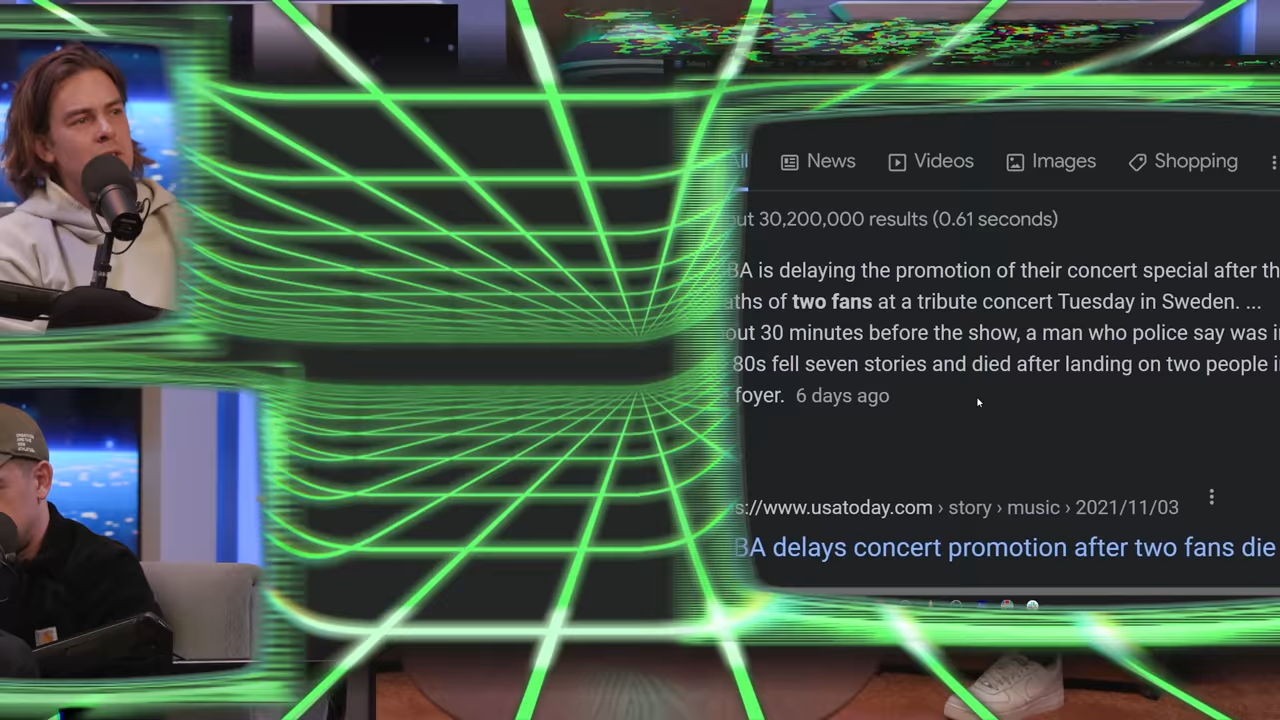 All News Videos Images Shopping
out 30,200,000 results (0.61 seconds)
BA is delaying the promotion of their concert special after th
aths of two fans at a tribute concert Tuesday in Sweden. ...
out 30 minutes before the show, a man who police say was i
80s fell seven stories and died after landing on two people i
foyer. 6 days ago
s://www.usatoday.com › story › music › 2021/11/03
BA delays concert promotion after two fans die